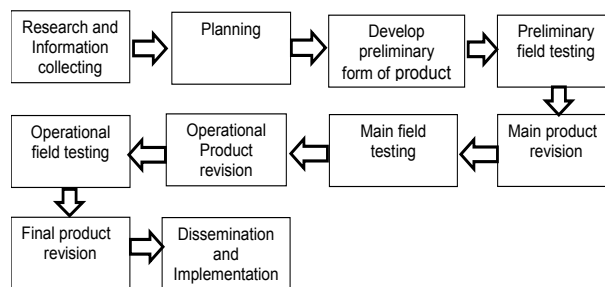 Research and
Information
collecting
Planning
Develop
preliminary
form of product
Preliminary
field testing
Main product
revision
Main field
testing
Operational
Product
revision
Operational
field testing
Final product
revision
Dissemination
and
Implementation